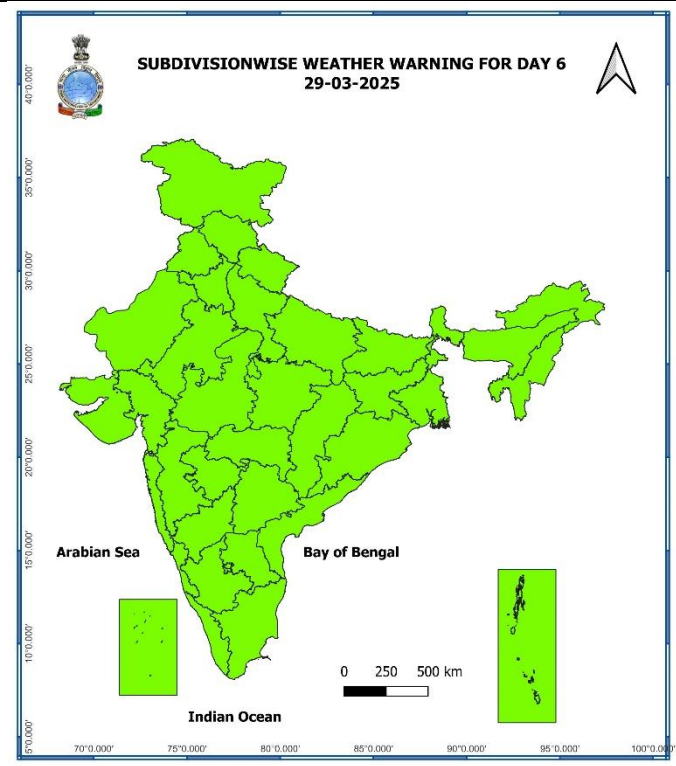 SUBDIVISIONWISE WEATHER WARNING FOR DAY 6
29-03-2025
40°0.000'
35°0.000'
30°0.000'
25°0.000'
20°0.000'
15°0.000'
10°0.000'
5°0.000'
Arabian Sea
Bay of Bengal
0 250 500 km
Indian Ocean
70°0.000' 75°0.000' 80°0.000' 85°0.000' 90°0.000' 95°0.000' 100°0.000'